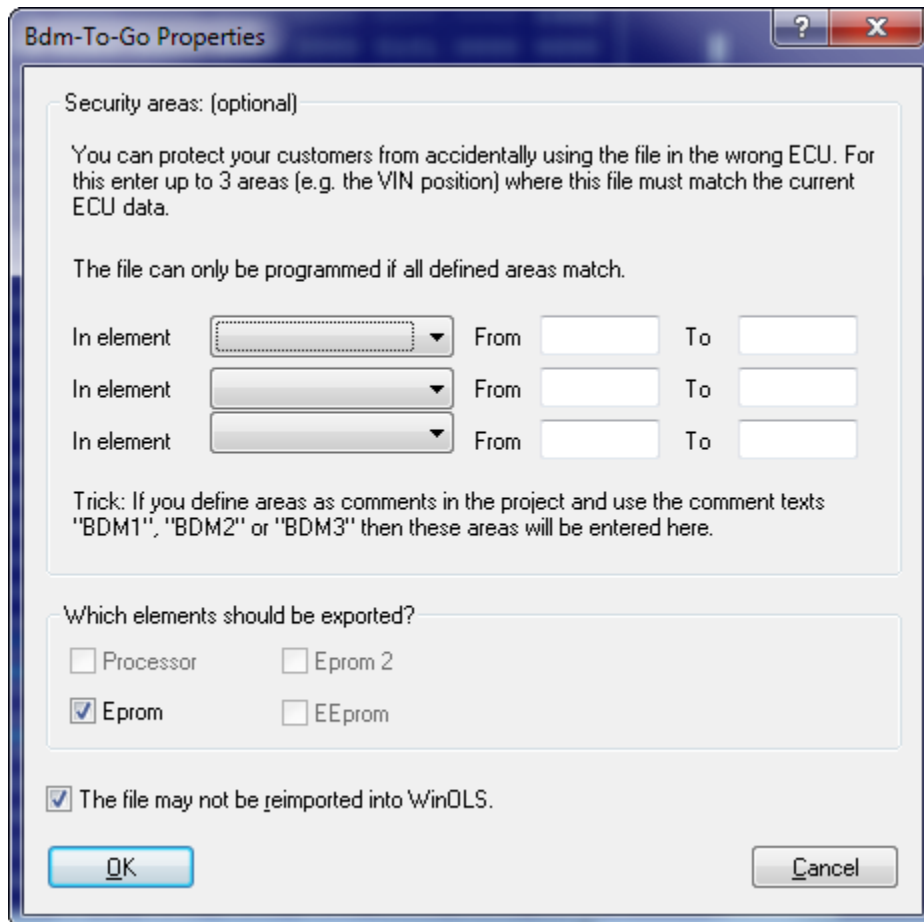 Bdm-To-Go Properties
?
X
Security areas: (optional)
You can protect your customers from accidentally using the file in the wrong ECU. For
this enter up to 3 areas (e.g. the VIN position) where this file must match the current
ECU data.
The file can only be programmed if all defined areas match.
In element From To
In element From To
In element From To
Trick: If you define areas as comments in the project and use the comment texts
"BDM1", "BDM2" or "BDM3" then these areas will be entered here.
Which elements should be exported?
Processor Eprom 2
Eprom EEprom
The file may not be reimported into WinOLS.
OK Cancel